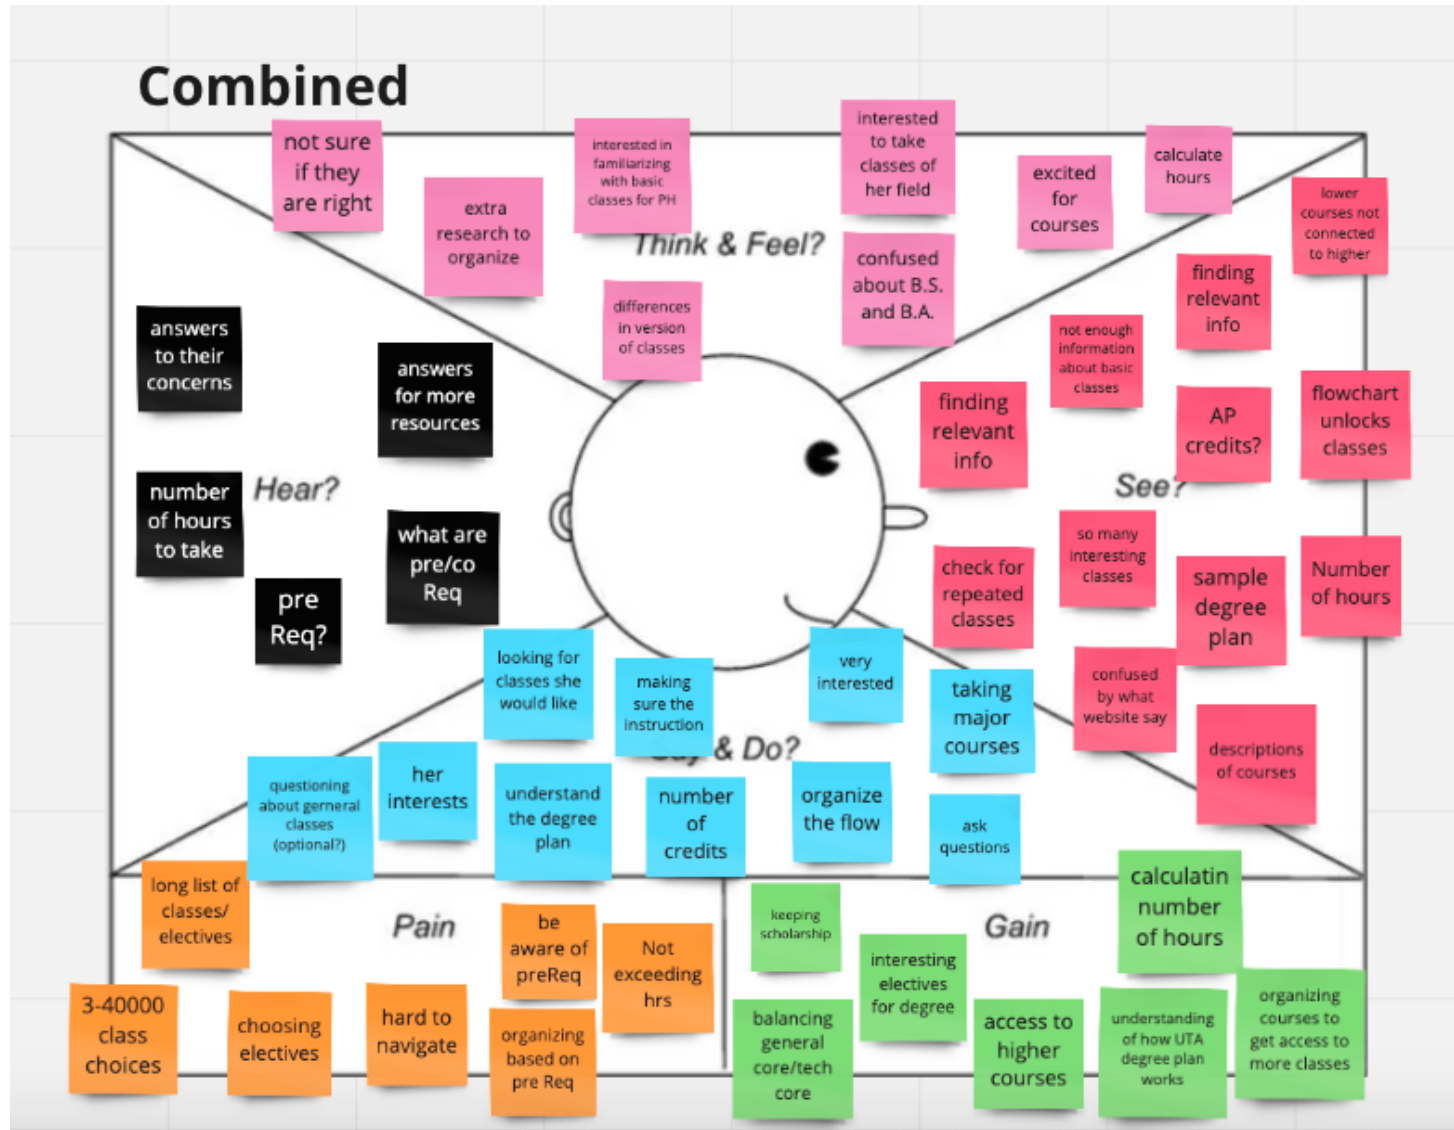 Combined
not sure
if they
are right
extra
research to
organize
interested in
familiarizing
with basic
classes for PH
interested
to take
classes of
her field
excited
for
courses
calculate
hours
Think & Feel?
differences
in version
of classes
confused
about B.S.
and B.A.
answers
to their
concerns
answers
for more
resources
number
of hours
to take
Hear?
what are
pre/co
Req
pre
Req?
lower
courses not
connected
to higher
finding
relevant
info
not enough
information
about basic
classes
finding
relevant
info
AP
credits?
flowchart
unlocks
classes
See?
so many
interesting
classes
check for
repeated
classes
sample
degree
plan
Number
of hours
confused
by what
website say
descriptions
of courses
looking for
classes she
would like
making
sure the
instruction
very
interested
taking
major
courses
& Do?
questioning
about gerneral
classes
(optional?)
her
interests
understand
the degree
plan
number
of
credits
organize
the flow
ask
questions
long list of
classes/
electives
Pain
be
aware of
preReq
Not
exceeding
hrs
3-40000
class
choices
choosing
electives
hard to
navigate
organizing
based on
pre Req
keeping
scholarship
Gain
calculatin
number
of hours
interesting
electives
for degree
balancing
general
core/tech
core
access to
higher
courses
understanding
of how UTA
degree plan
works
organizing
courses to
get access to
more classes